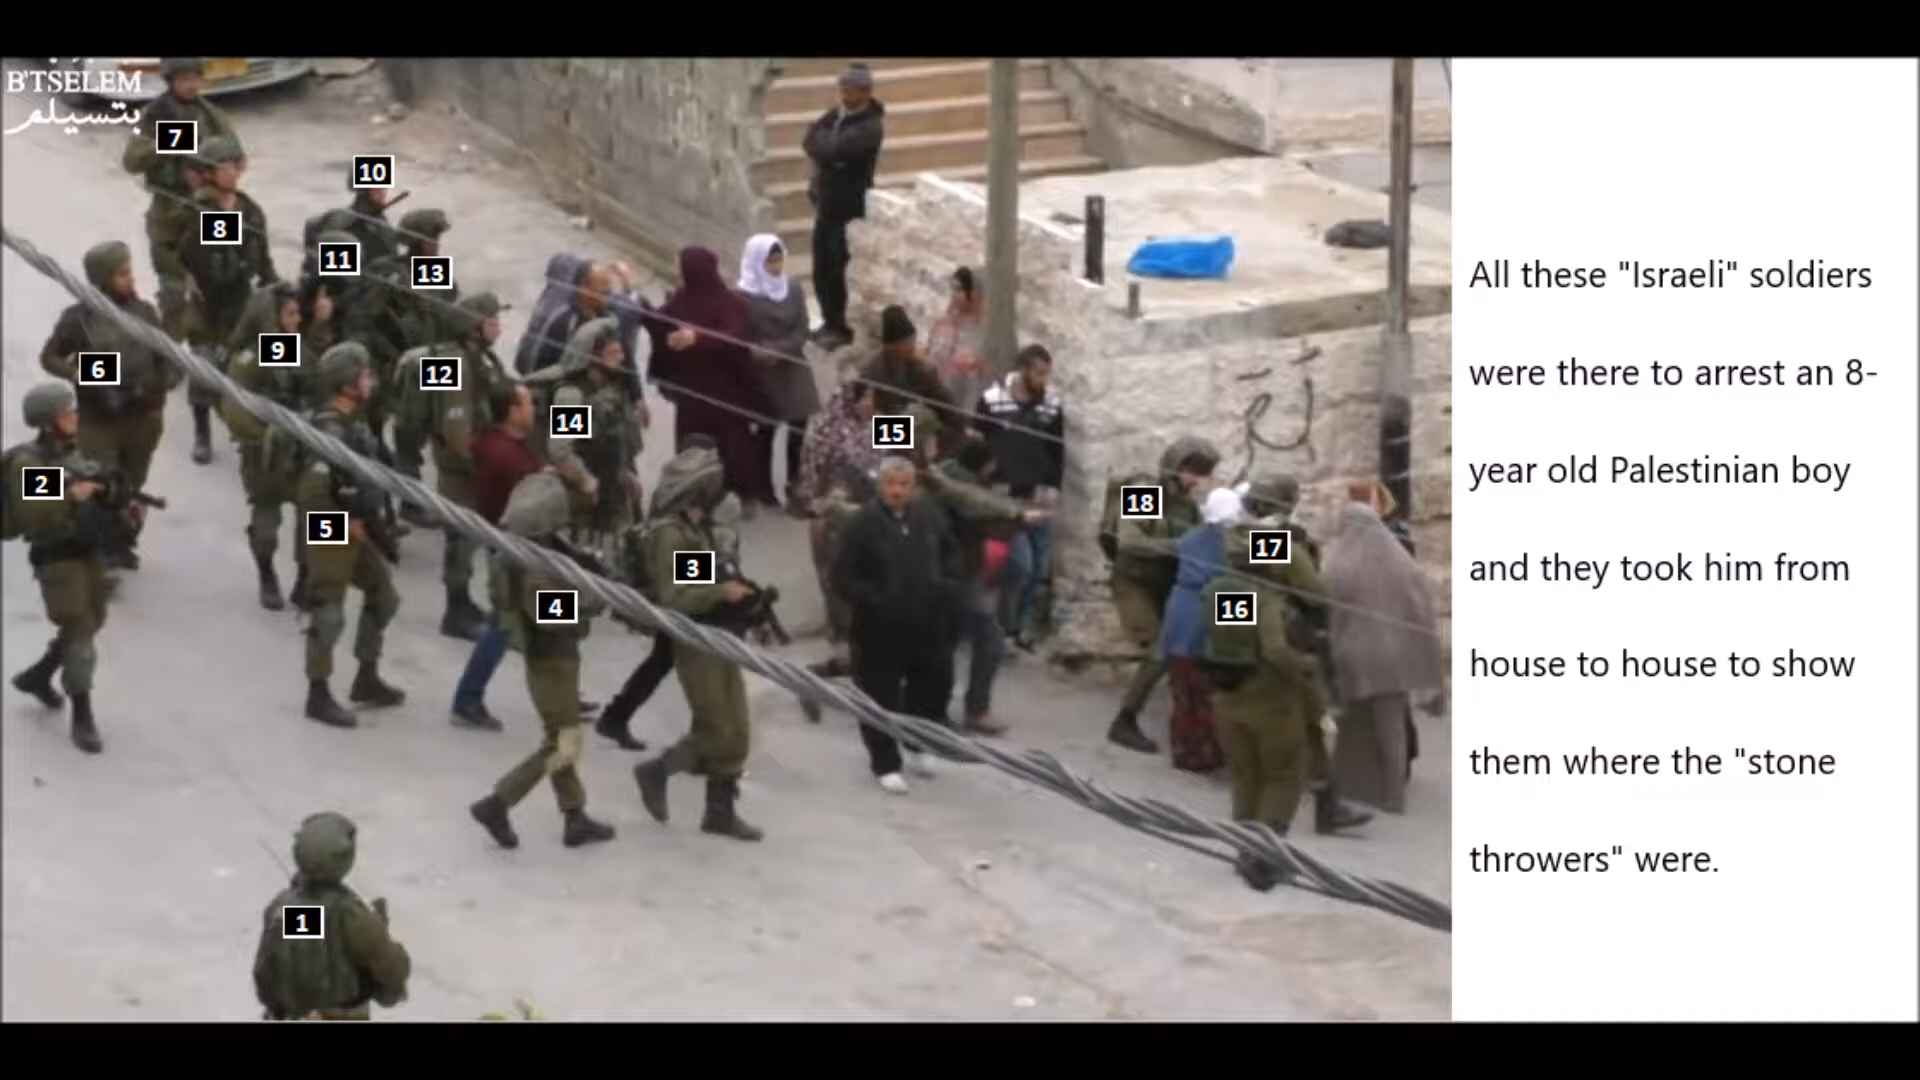 B'TSELEM
بتسيلم
7
10
8
11
13
9
6
12
14
15
2
18
5
17
3
4
16
1
All these "Israeli" soldiers
were there to arrest an 8-
year old Palestinian boy
and they took him from
house to house to show
them where the "stone
throwers" were.